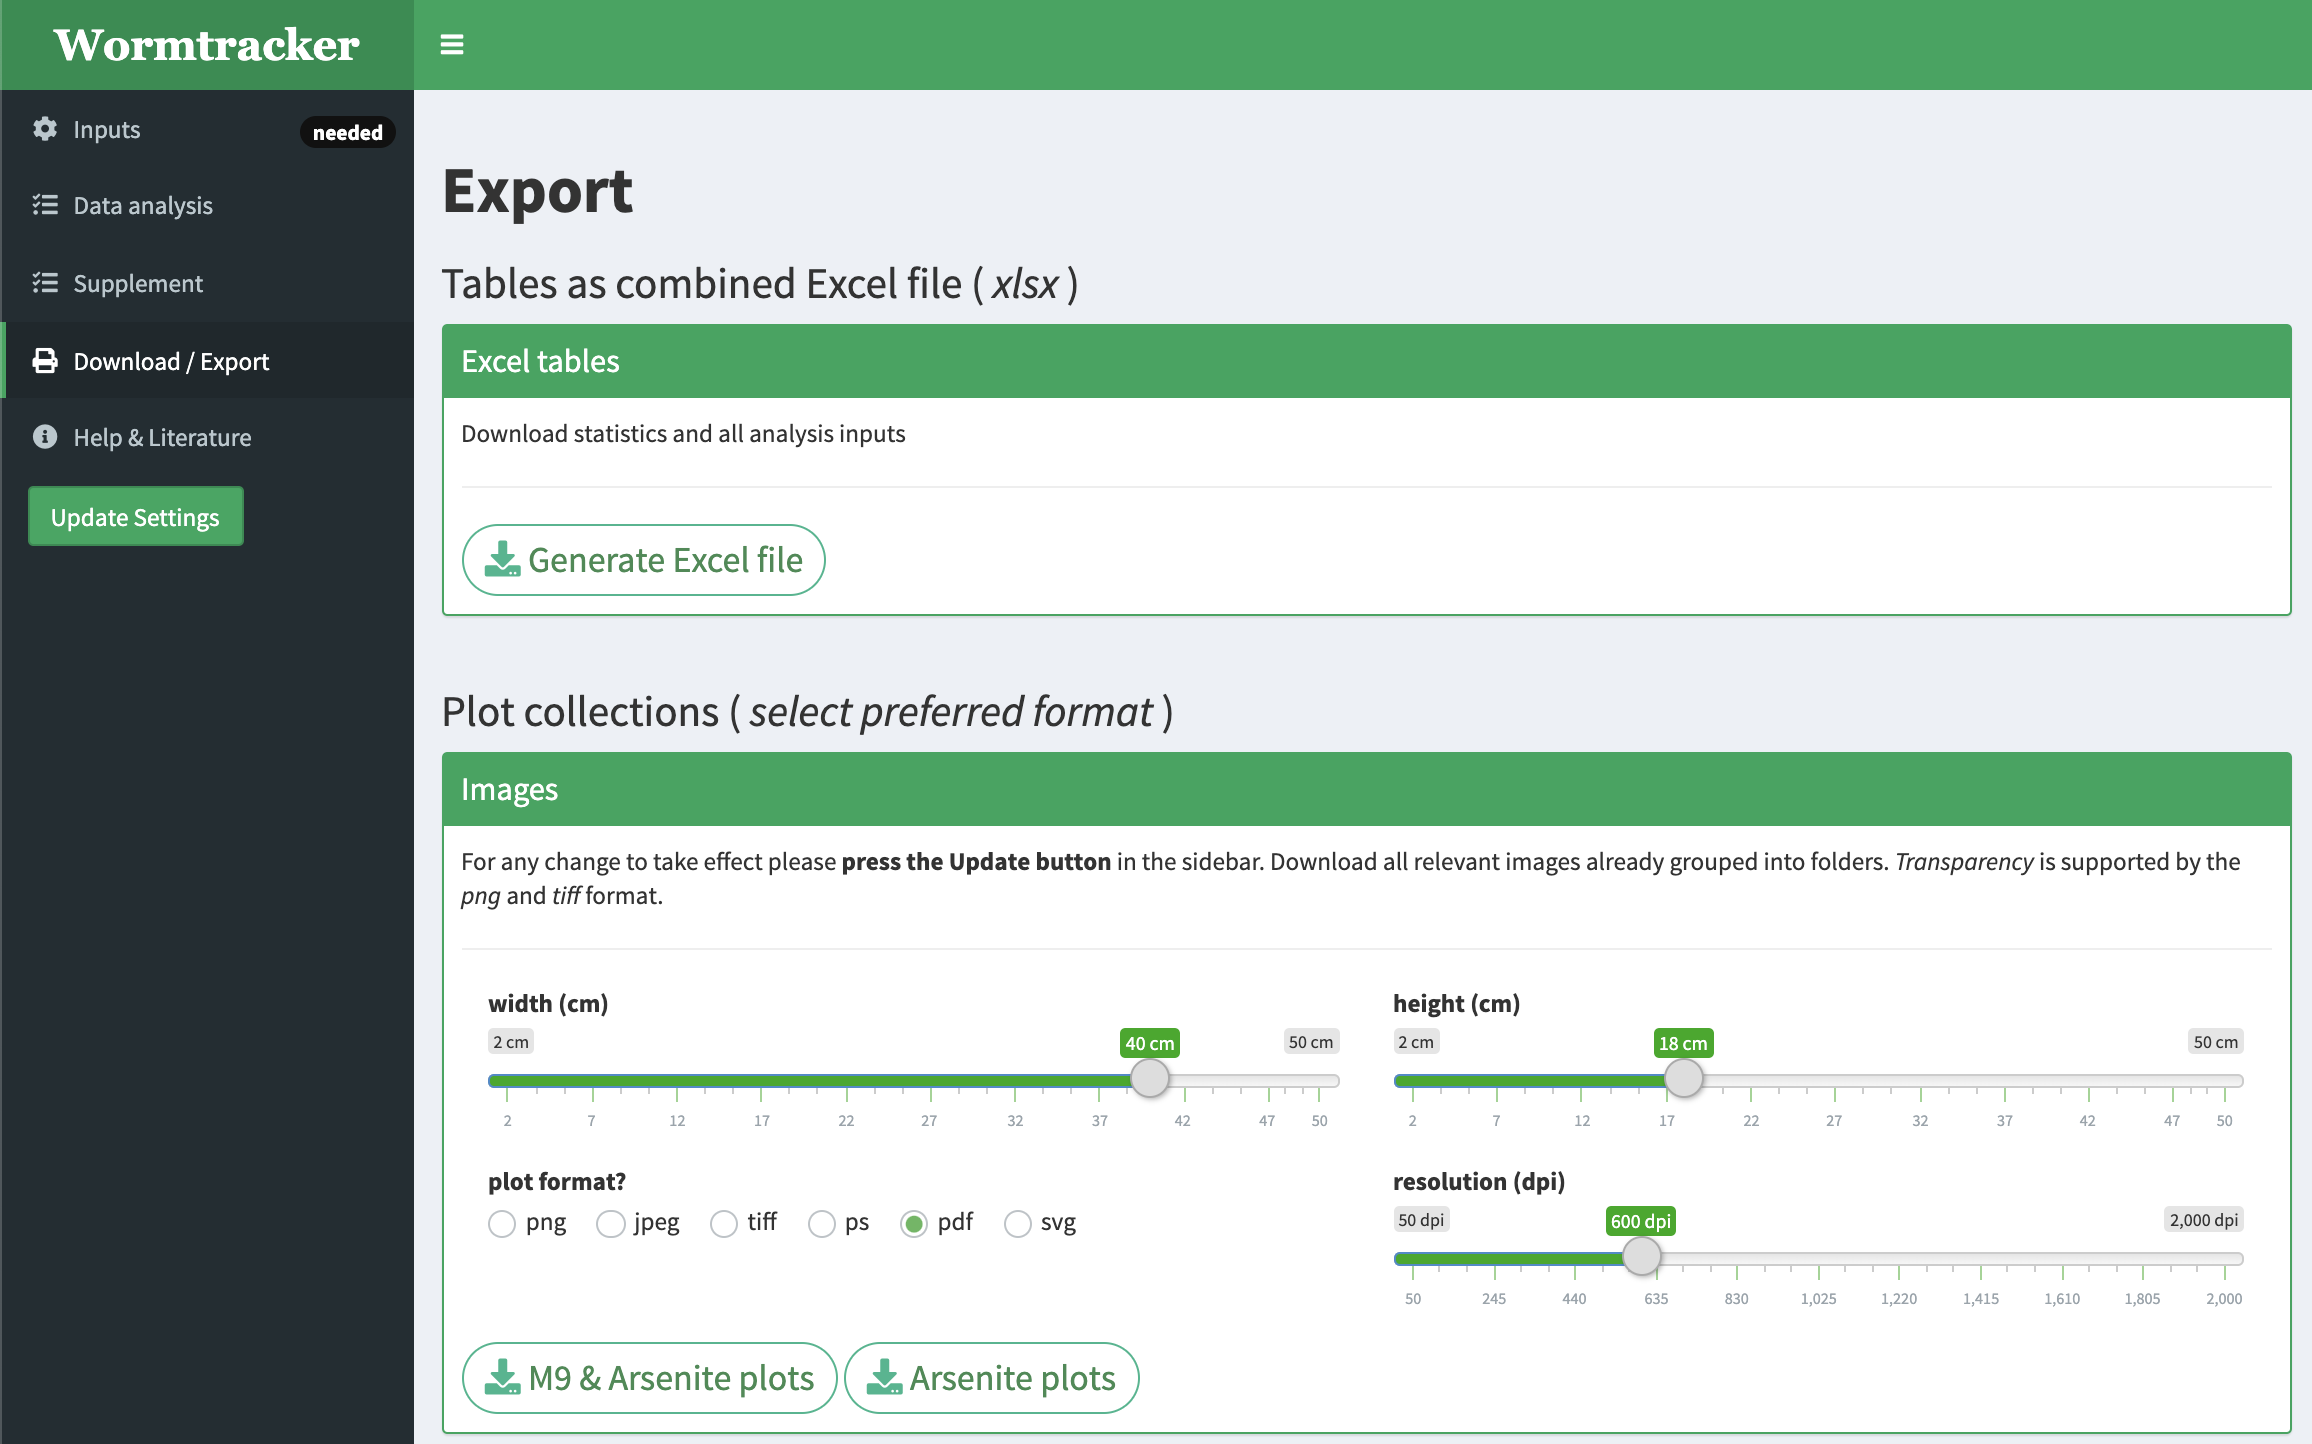 Wormtracker
Inputs
needed
Data analysis
Supplement
Download / Export
Help & Literature
Update Settings
Export
Tables as combined Excel file ( xlsx )
Excel tables
Download statistics and all analysis inputs
Generate Excel file
Plot collections ( select preferred format )
Images
For any change to take effect please press the Update button in the sidebar. Download all relevant images already grouped into folders. Transparency is supported by the
png and tiff format.
width (cm)
2 cm 40 cm 50 cm
2 7 12 17 22 27 32 37 42 47 50
height (cm)
2 cm 18 cm 50 cm
2 7 12 17 22 27 32 37 42 47 50
plot format?
png jpeg tiff ps pdf svg
resolution (dpi)
50 dpi 600 dpi 2,000 dpi
50 245 440 635 830 1,025 1,220 1,415 1,610 1,805 2,000
M9 & Arsenite plots
Arsenite plots